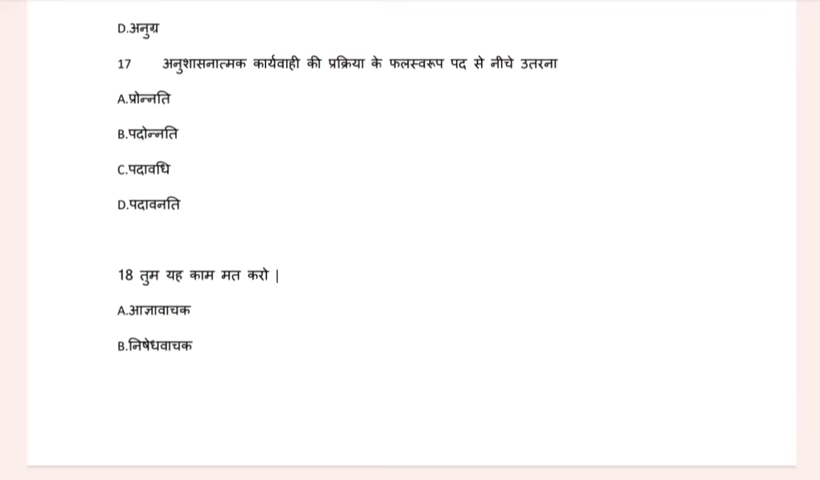 D.अनुग्र
17 अनुशासनात्मक कार्यवाही की प्रक्रिया के फलस्वरूप पद से नीचे उतरना
A.प्रोन्नति
B.पदोन्नति
C.पदावधि
D.पदावनति
18 तुम यह काम मत करो |
A.आज्ञावाचक
B.निषेधवाचक